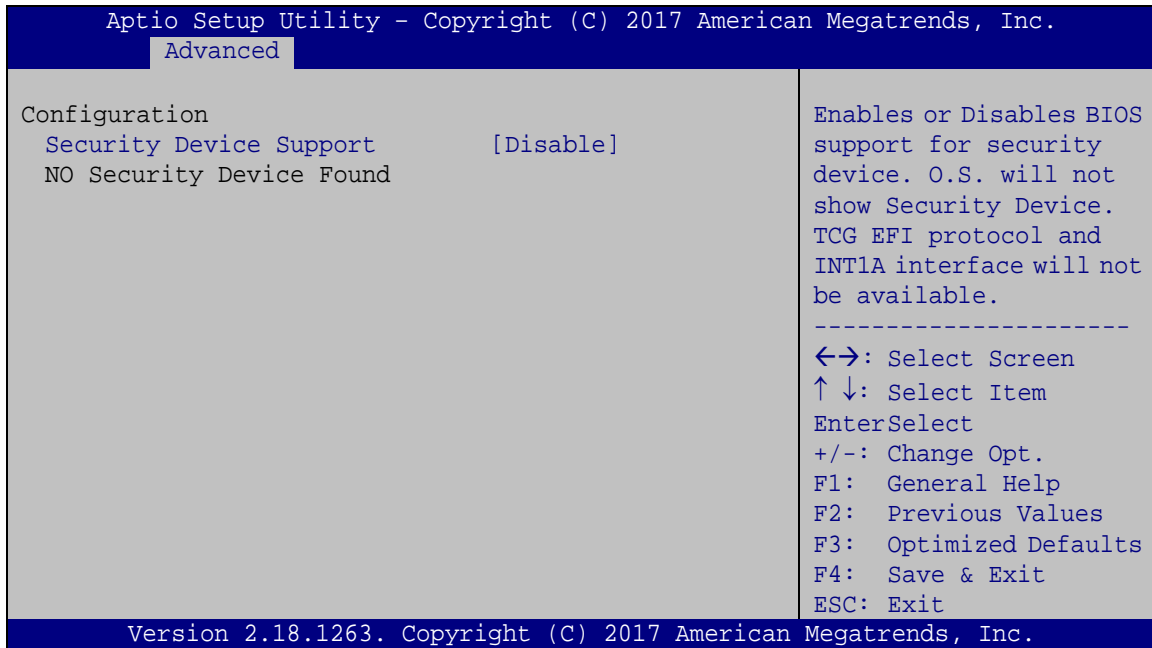 Aptio Setup Utility – Copyright (C) 2017 American Megatrends, Inc.
Advanced
Configuration
Security Device Support [Disable]
NO Security Device Found
Enables or Disables BIOS
support for security
device. O.S. will not
show Security Device.
TCG EFI protocol and
INT1A interface will not
be available.
----------------------
←→: Select Screen
↑ ↓: Select Item
EnterSelect
+/-: Change Opt.
F1: General Help
F2: Previous Values
F3: Optimized Defaults
F4: Save & Exit
ESC: Exit
Version 2.18.1263. Copyright (C) 2017 American Megatrends, Inc.